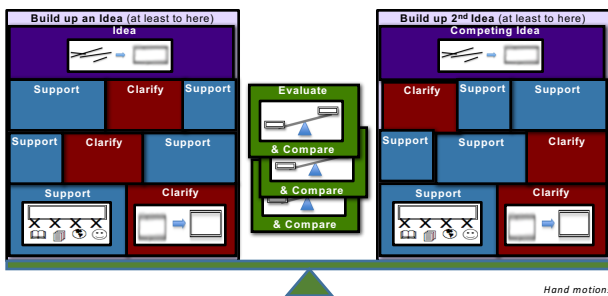 Build up an Idea (at least to here)
Idea
Support Clarify Support
Support Clarify Support
Support Clarify
Evaluate
& Compare
& Compare
& Compare
Build up 2nd Idea (at least to here)
Competing Idea
Clarify Support Support
Support Support Clarify
Support Clarify
Hand motion.